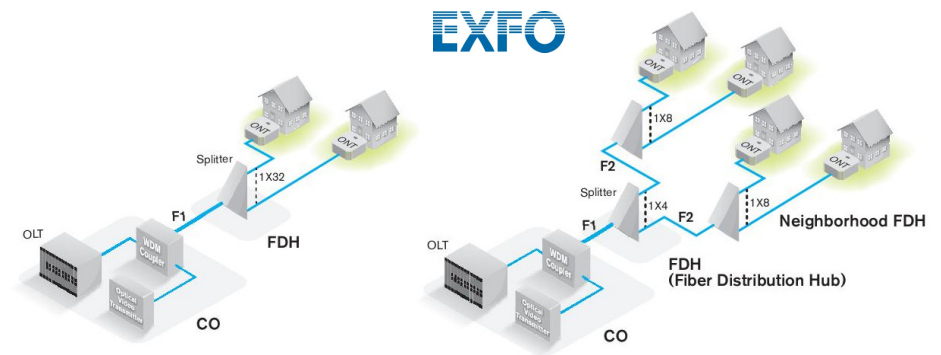 EXFO
ONT
ONT
Splitter
1X32
F1
FDH
OLT
WDM
Coupler
Optical
Video
Transmitter
CO
ONT
ONT
1X8
F2
ONT
ONT
Splitter
1X4
F2
1X8
Neighborhood FDH
F1
FDH
(Fiber Distribution Hub)
OLT
WDM
Coupler
Optical
Video
Transmitter
CO